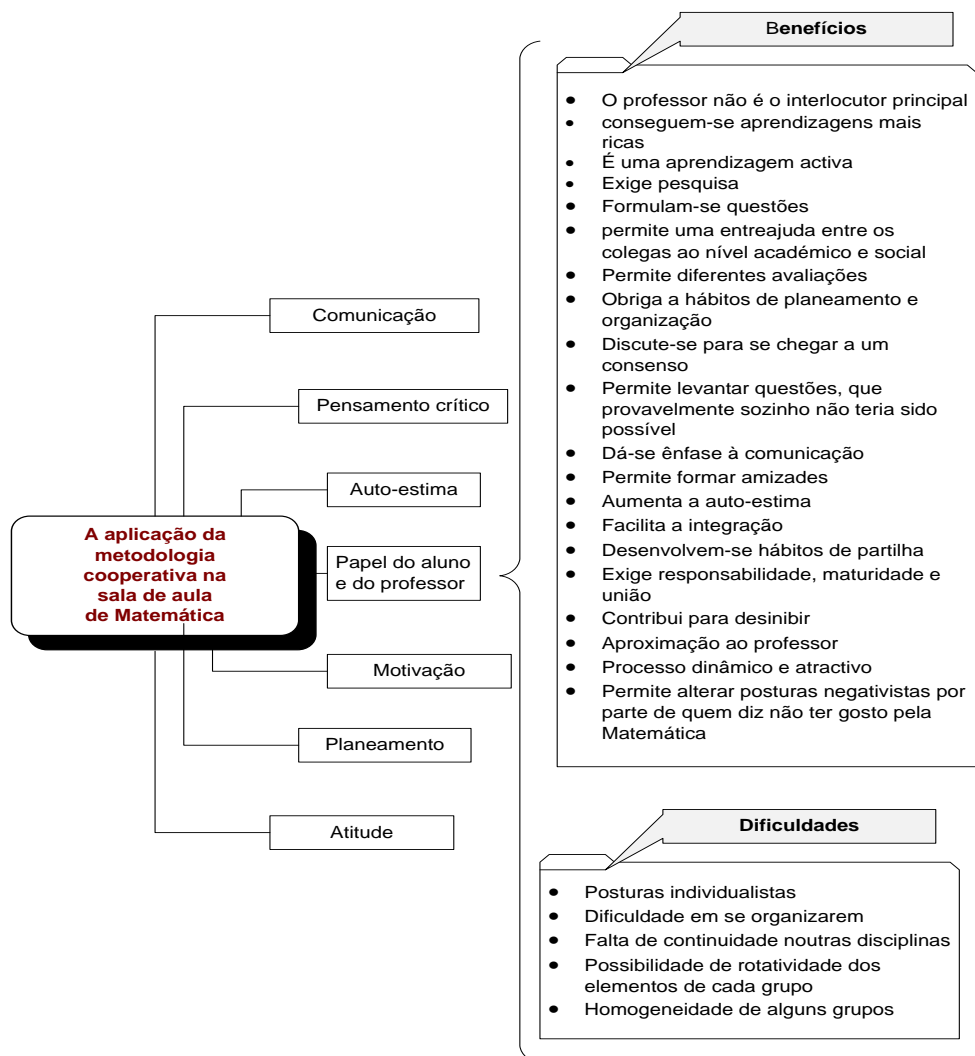 A aplicação da
metodologia
cooperativa na
sala de aula
de Matemática
Comunicação
Pensamento crítico
Auto-estima
Papel do aluno
e do professor
Motivação
Planeamento
Atitude
Benefícios
• O professor não é o interlocutor principal
• conseguem-se aprendizagens mais
ricas
• É uma aprendizagem activa
• Exige pesquisa
• Formulam-se questões
• permite uma entreajuda entre os
colegas ao nível académico e social
• Permite diferentes avaliações
• Obriga a hábitos de planeamento e
organização
• Discute-se para se chegar a um
consenso
• Permite levantar questões, que
provavelmente sozinho não teria sido
possível
• Dá-se ênfase à comunicação
• Permite formar amizades
• Aumenta a auto-estima
• Facilita a integração
• Desenvolvem-se hábitos de partilha
• Exige responsabilidade, maturidade e
união
• Contribui para desinibir
• Aproximação ao professor
• Processo dinâmico e atractivo
• Permite alterar posturas negativistas por
parte de quem diz não ter gosto pela
Matemática
Dificuldades
• Posturas individualistas
• Dificuldade em se organizarem
• Falta de continuidade noutras disciplinas
• Possibilidade de rotatividade dos
elementos de cada grupo
• Homogeneidade de alguns grupos